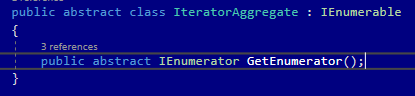 public abstract class IteratorAggregate : IEnumerable
{
3 references
public abstract IEnumerator GetEnumerator();
}